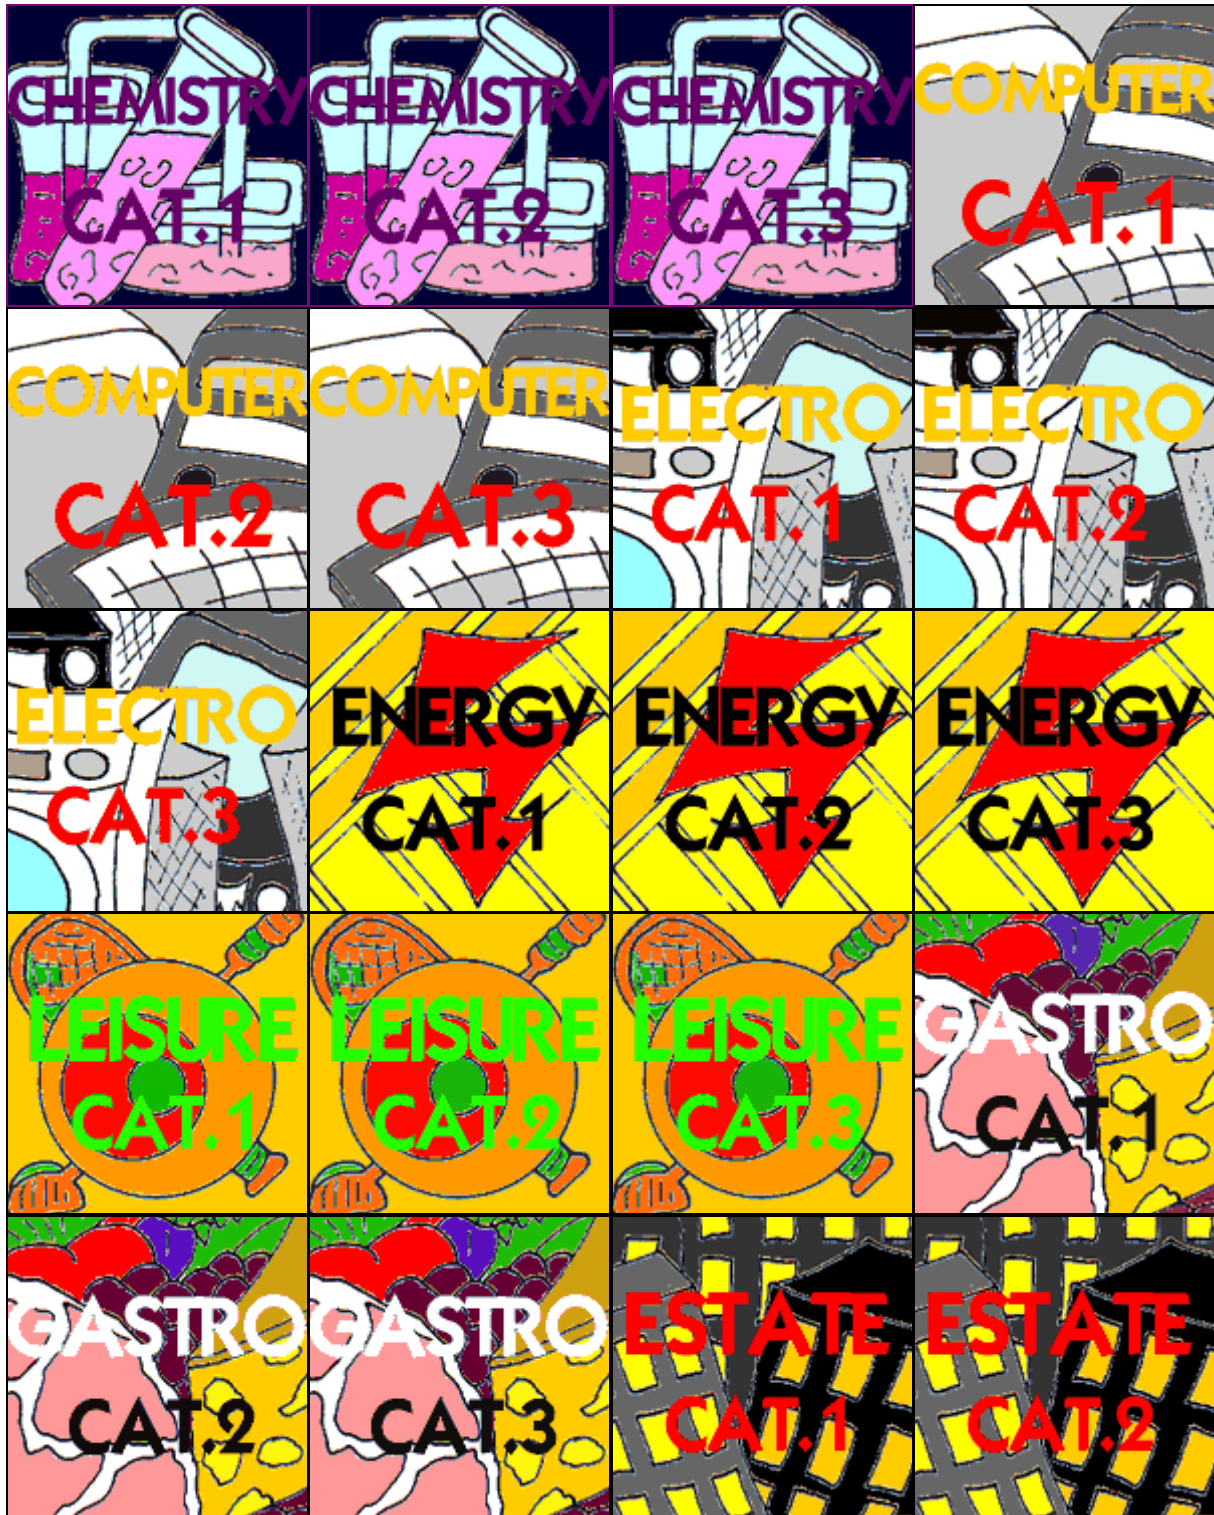 CHEMISTRY
CAT.1
CHEMISTRY
CAT.2
CHEMISTRY
CAT.3
COMPUTER
CAT.1
COMPUTER
CAT.2
COMPUTER
CAT.3
ELECTRO
CAT.1
ELECTRO
CAT.2
ELECTRO
CAT.3
ENERGY
CAT.1
ENERGY
CAT.2
ENERGY
CAT.3
LEISURE
CAT.1
LEISURE
CAT.2
LEISURE
CAT.3
GASTRO
CAT.1
GASTRO
CAT.2
GASTRO
CAT.3
ESTATE
CAT.1
ESTATE
CAT.2